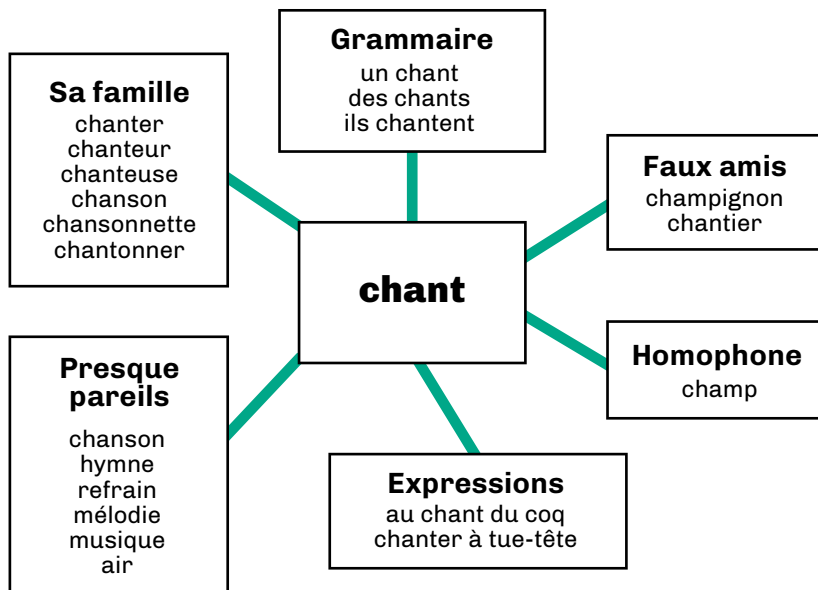 Grammaire
un chant
des chants
ils chantent
Sa famille
chanter
chanteur
chanteuse
chanson
chansonnette
chantonner
Faux amis
champignon
chantier
chant
Homophone
champ
Presque
pareils
chanson
hymne
refrain
mélodie
musique
air
Expressions
au chant du coq
chanter à tue-tête